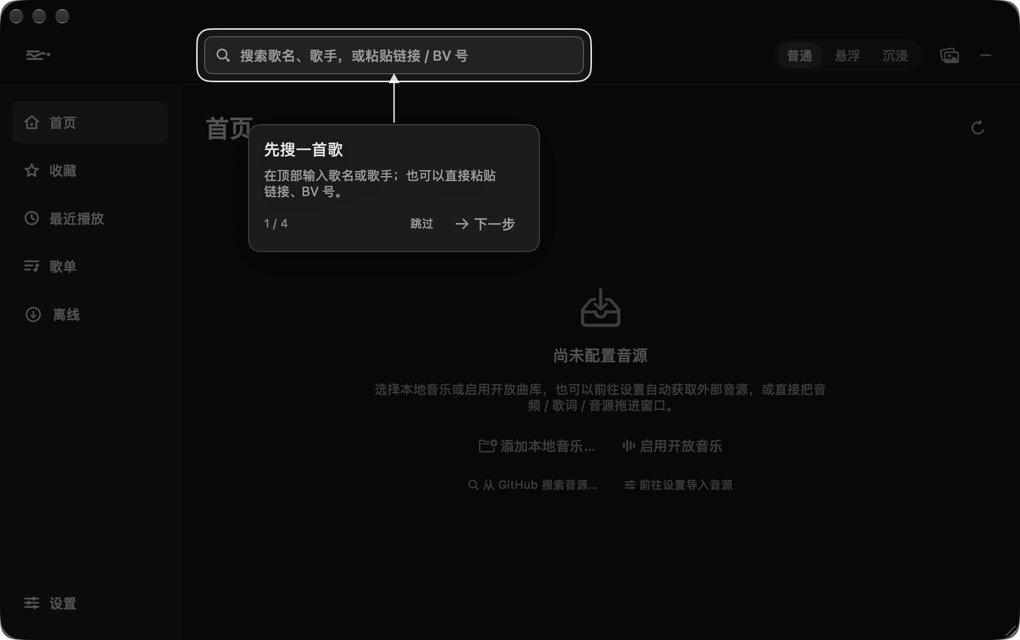 搜索歌名、歌手，或粘贴链接 / BV 号
普通
悬浮
沉浸
首页
收藏
最近播放
歌单
离线
设置
首页
先搜一首歌
在顶部输入歌名或歌手；也可以直接粘贴
链接、BV 号。
1 / 4
跳过
下一步
尚未配置音源
选择本地音乐或启用开放曲库，也可以前往设置自动获取外部音源，或直接把音
频 / 歌词 / 音源拖进窗口。
添加本地音乐...
启用开放音乐
从 GitHub 搜索音源...
前往设置导入音源